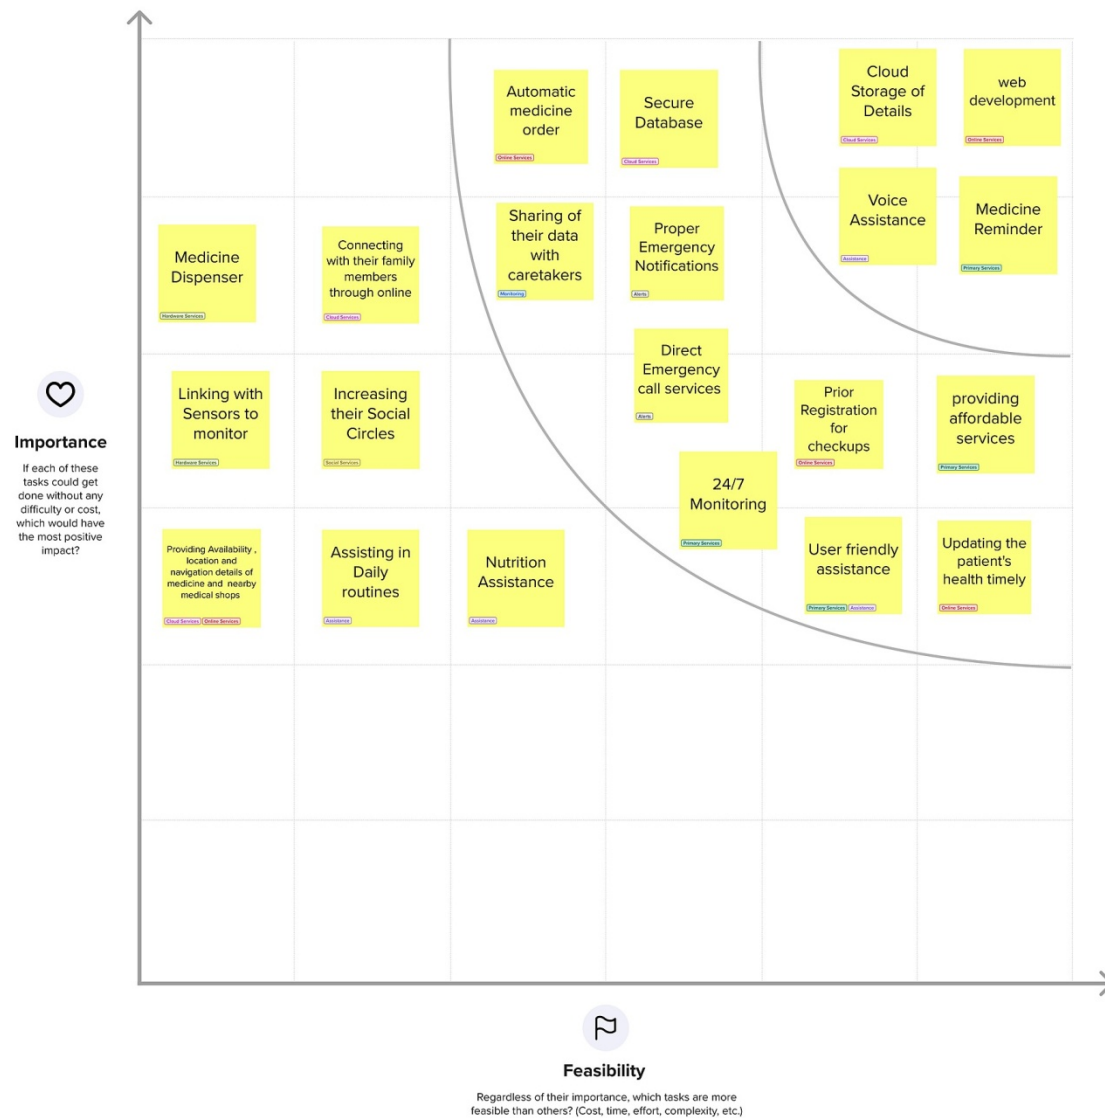 Automatic
medicine
order
Online Services
Secure
Database
Cloud Services
Cloud
Storage of
Details
Cloud Services
web
development
Online Services
Voice
Assistance
Assistence
Medicine
Reminder
Primary Services
Sharing of
their data
with
caretakers
Monitoring
Proper
Emergency
Notifications
Alerts
Medicine
Dispenser
Hardware Services
Connecting
with their family
members
through online
Cloud Services
Direct
Emergency
call services
Alerts
Linking with
Sensors to
monitor
Hardware Services
Increasing
their Social
Circles
Social Services
Prior
Registration
for
checkups
Online Services
providing
affordable
services
Primary Services
24/7
Monitoring
Primary Services
Providing Availability ,
location and
navigation details of
medicine and nearby
medical shops
Cloud Services Online Services
Assisting in
Daily
routines
Assistence
Nutrition
Assistance
Assistence
User friendly
assistance
Primary Services Assistence
Updating the
patient's
health timely
Online Services
Importance
If each of these
tasks could get
done without any
difficulty or cost,
which would have
the most positive
impact?
Feasibility
Regardless of their importance, which tasks are more
feasible than others? (Cost, time, effort, complexity, etc.)